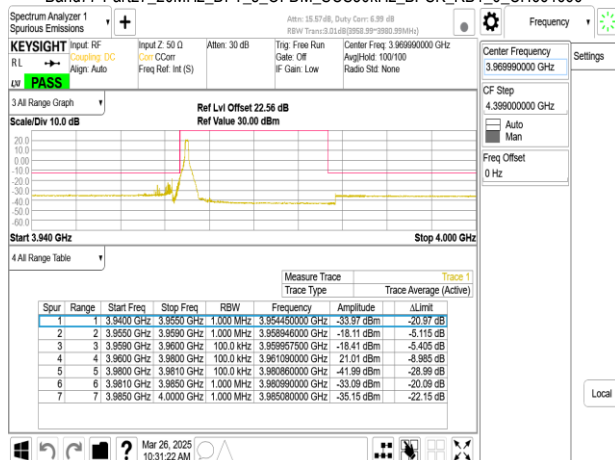 Spectrum Analyzer 1
Spurious Emissions
+
Attn: 15.57dB, Duty Corr: 6.99 dB
RBW Trans:3.01dB(3958.99~3980.99MHz)
Frequency
KEYSIGHT Input: RF Input Z: 50 Ω Atten: 30 dB Trig: Free Run Center Freq: 3.969990000 GHz
RL Coupling: DC Corr CCorr Gate: Off Avg|Hold: 100/100
Align: Auto Freq Ref: Int (S) IF Gain: Low Radio Std: None
PASS
Center Frequency
3.969990000 GHz
Settings
CF Step
4.399000000 GHz
Auto
Man
Freq Offset
0 Hz
3 All Range Graph
Ref Lvl Offset 22.56 dB
Scale/Div 10.0 dB Ref Value 30.00 dBm
20.0
10.0
0.00
-10.0
-20.0
-30.0
-40.0
-50.0
-60.0
Start 3.940 GHz Stop 4.000 GHz
4 All Range Table
Measure Trace Trace 1
Trace Type Trace Average (Active)
Spur Range Start Freq Stop Freq RBW Frequency Amplitude ΔLimit
1 1 3.9400 GHz 3.9550 GHz 1.000 MHz 3.954450000 GHz -33.97 dBm -20.97 dB
2 2 3.9550 GHz 3.9590 GHz 1.000 MHz 3.958946000 GHz -18.11 dBm -5.115 dB
3 3 3.9590 GHz 3.9600 GHz 100.0 kHz 3.959957500 GHz -18.41 dBm -5.405 dB
4 4 3.9600 GHz 3.9800 GHz 100.0 kHz 3.961090000 GHz 21.01 dBm -8.985 dB
5 5 3.9800 GHz 3.9810 GHz 100.0 kHz 3.980860000 GHz -41.99 dBm -28.99 dB
6 6 3.9810 GHz 3.9850 GHz 1.000 MHz 3.980990000 GHz -33.09 dBm -20.09 dB
7 7 3.9850 GHz 4.0000 GHz 1.000 MHz 3.985080000 GHz -35.15 dBm -22.15 dB
Local
?
Mar 26, 2025
10:31:22 AM